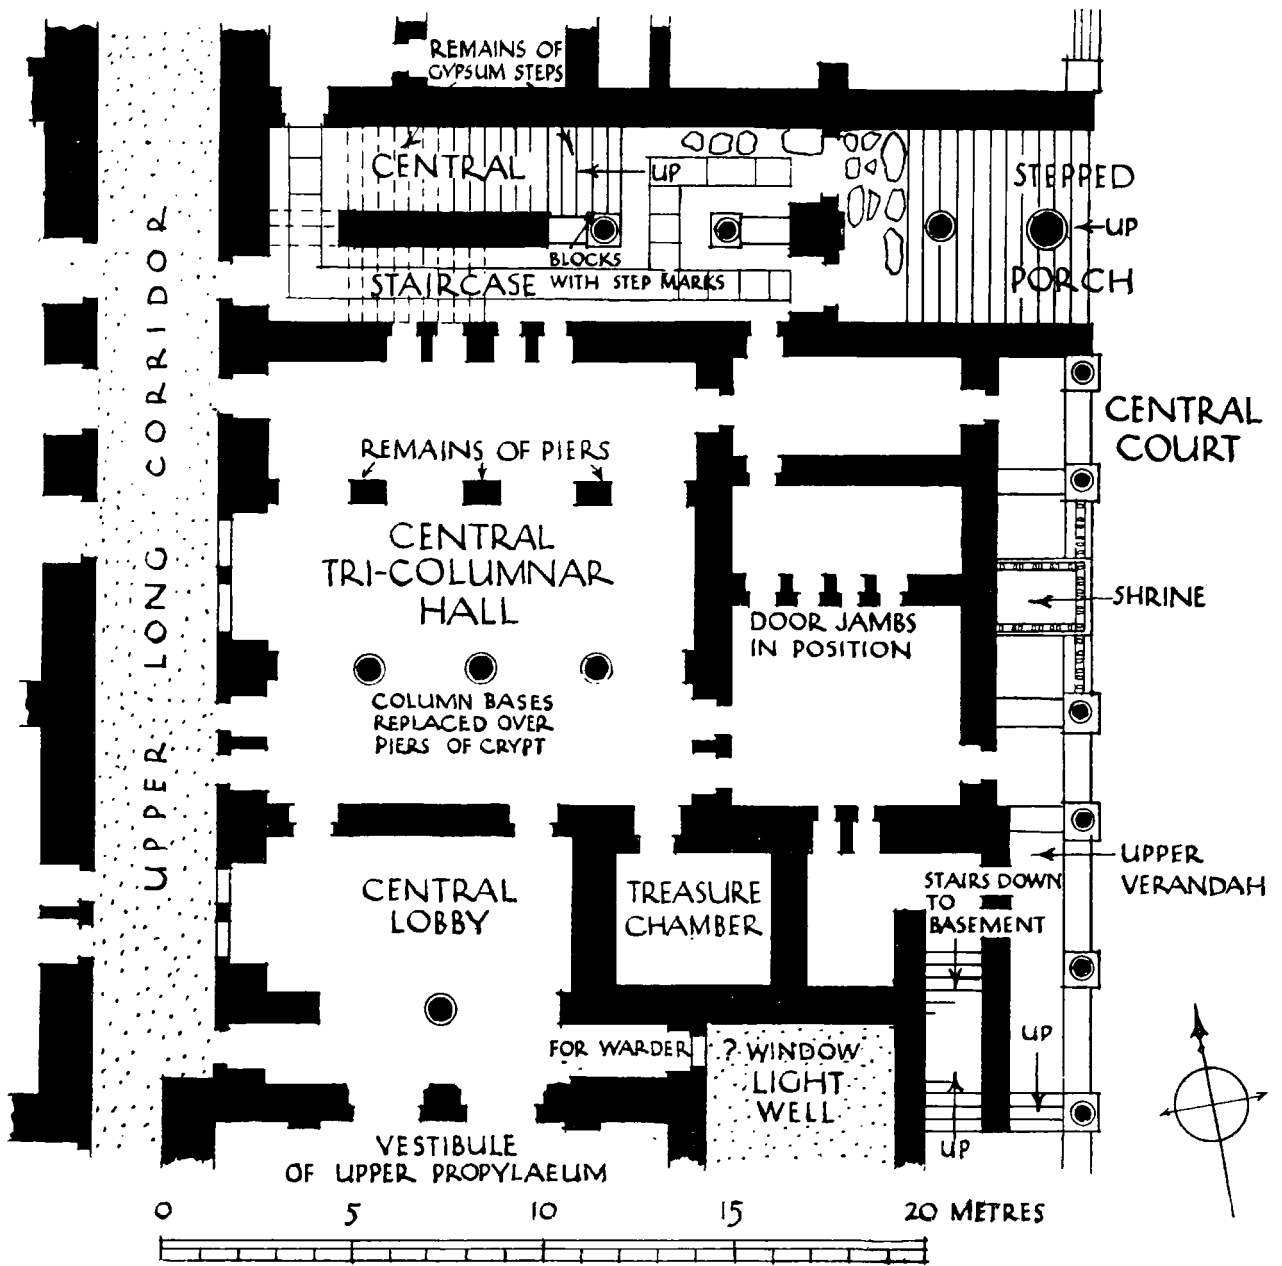 REMAINS OF
GYPSUM STEPS
CENTRAL
UP
STEPPED
UP
PORCH
BLOCKS
WITH STEP MARKS
STAIRCASE
UPPER LONG CORRIDOR
CENTRAL
COURT
REMAINS OF PIERS
CENTRAL
TRI-COLUMNAR
HALL
SHRINE
DOOR JAMBS
IN POSITION
COLUMN BASES
REPLACED OVER
PIERS OF CRYPT
UPPER
VERANDAH
STAIRS DOWN
TO
BASEMENT
CENTRAL
LOBBY
TREASURE
CHAMBER
UP
FOR WARDER
? WINDOW
LIGHT
WELL
UP
VESTIBULE
OF UPPER PROPYLAEUM
0 5 10 15 20 METRES